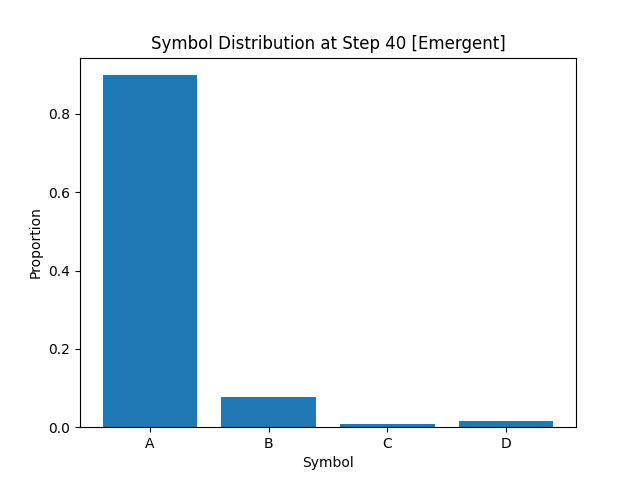 Symbol Distribution at Step 40 [Emergent]
Proportion
0.8
0.6
0.4
0.2
0.0
A B C D
Symbol